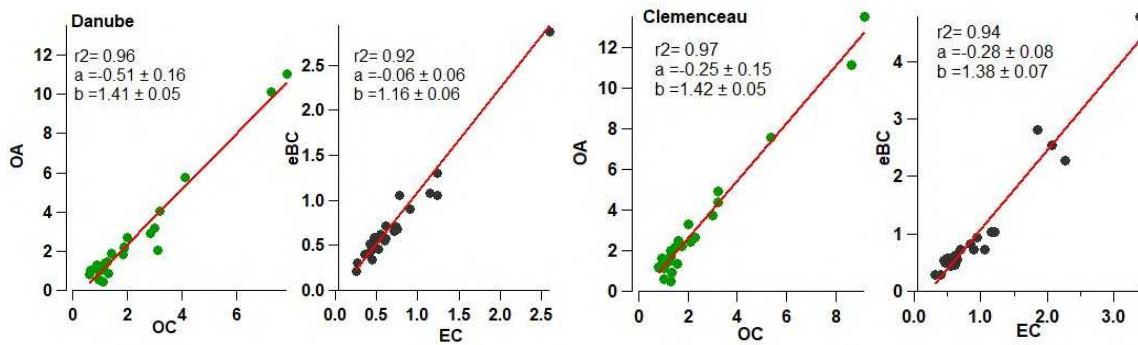 Danube
r2= 0.96
a =-0.51 ± 0.16
b =1.41 ± 0.05
OA
12
10
8
6
4
2
0
0 2 4 6
OC
r2= 0.92
a =-0.06 ± 0.06
b =1.16 ± 0.06
eBC
2.5
2.0
1.5
1.0
0.5
0.0
0.0 0.5 1.0 1.5 2.0 2.5
EC
Clemenceau
r2= 0.97
a =-0.25 ± 0.15
b =1.42 ± 0.05
OA
12
10
8
6
4
2
0
0 2 4 6 8
OC
r2= 0.94
a =-0.28 ± 0.08
b =1.38 ± 0.07
eBC
4
3
2
1
0
0.0 1.0 2.0 3.0
EC